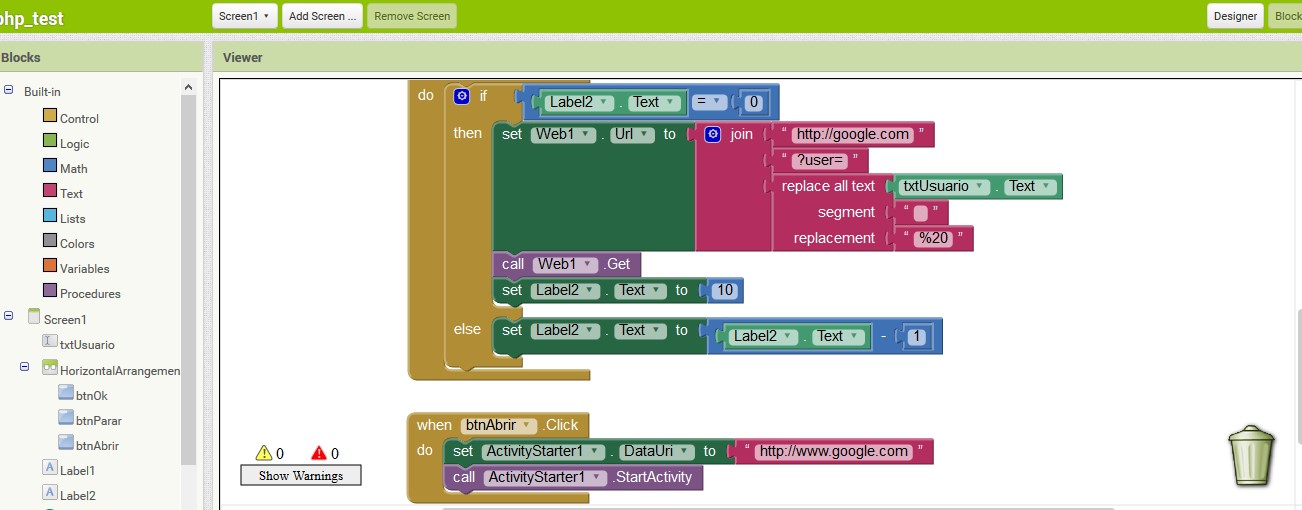 php_test
Screen1 Add Screen ... Remove Screen Designer Block
Blocks
Viewer
Built-in
Control
Logic
Math
Text
Lists
Colors
Variables
Procedures
Screen1
txtUsuario
HorizontalArrangemen
btnOk
btnParar
btnAbrir
Label1
Label2
do if Label2 . Text = 0
then set Web1 . Url to join " http://google.com "
" ?user= "
replace all text txtUsuario . Text
segment " "
replacement " %20 "
call Web1 .Get
set Label2 . Text to 10
else set Label2 . Text to Label2 . Text - 1
when btnAbrir .Click
do set ActivityStarter1 . DataUri to " http://www.google.com "
call ActivityStarter1 .StartActivity
0 0
Show Warnings